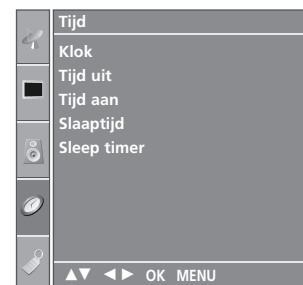 Tijd
Klok
Tijd uit
Tijd aan
Slaaptijd
Sleep timer
▲▼ ◄► OK MENU